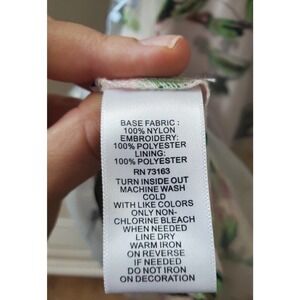 BASE FABRIC :
100% NYLON
EMBROIDERY:
100% POLYESTER
LINING:
100% POLYESTER
RN 73163
TURN INSIDE OUT
MACHINE WASH
COLD
WITH LIKE COLORS
ONLY NON-
CHLORINE BLEACH
WHEN NEEDED
LINE DRY
WARM IRON
ON REVERSE
IF NEEDED
DO NOT IRON
ON DECORATION